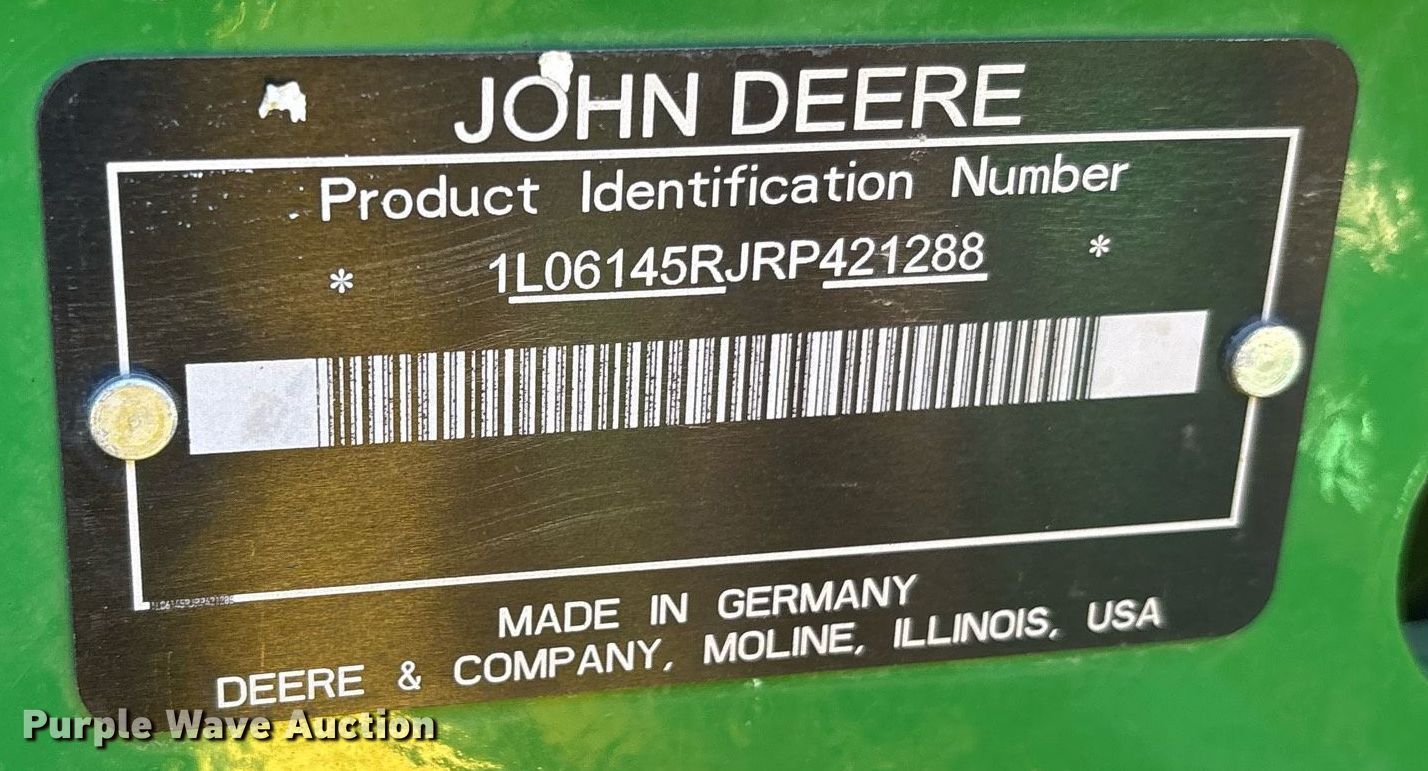 JOHN DEERE
Product Identification Number
* 1L06145RJRP421288 *
MADE IN GERMANY
DEERE & COMPANY, MOLINE, ILLINOIS, USA
Purple Wave Auction